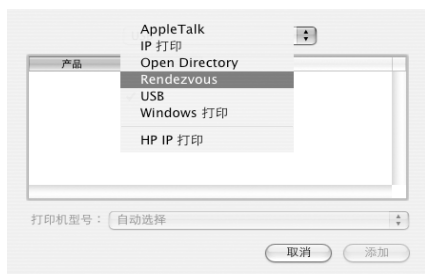 AppleTalk
IP 打印
Open Directory
产品
Rendezvous
USB
Windows 打印
HP IP 打印
打印机型号： 自动选择
取消 添加